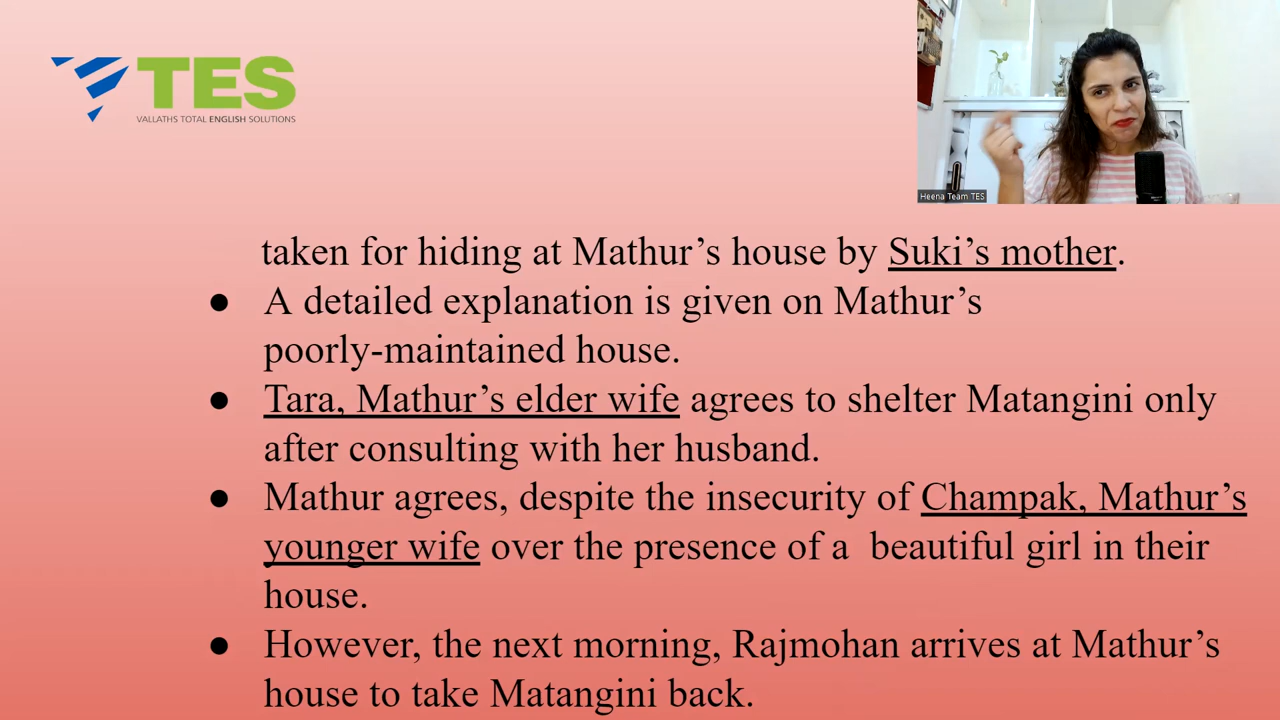 TES
VALLATHS TOTAL ENGLISH SOLUTIONS
Heena Team TES
taken for hiding at Mathur’s house by Suki’s mother.
● A detailed explanation is given on Mathur’s
poorly-maintained house.
● Tara, Mathur’s elder wife agrees to shelter Matangini only
after consulting with her husband.
● Mathur agrees, despite the insecurity of Champak, Mathur’s
younger wife over the presence of a  beautiful girl in their
house.
● However, the next morning, Rajmohan arrives at Mathur’s
house to take Matangini back.